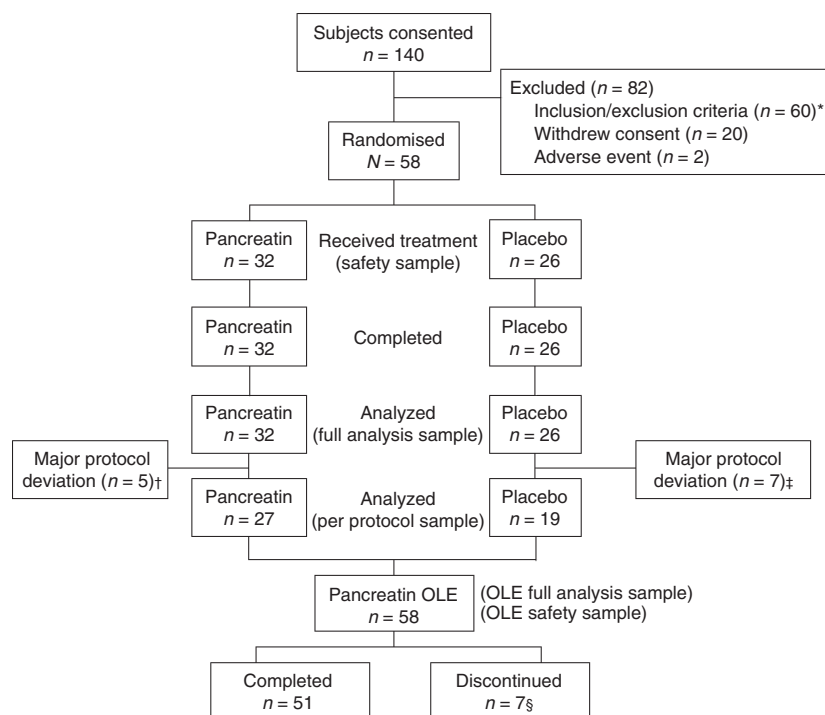 Subjects consented
n = 140
Excluded (n = 82)
Inclusion/exclusion criteria (n = 60)*
Withdrew consent (n = 20)
Adverse event (n = 2)
Randomised
N = 58
Pancreatin
n = 32
Received treatment
(safety sample)
Placebo
n = 26
Pancreatin
n = 32
Completed
Placebo
n = 26
Pancreatin
n = 32
Analyzed
(full analysis sample)
Placebo
n = 26
Major protocol
deviation (n = 5)†
Major protocol
deviation (n = 7)‡
Pancreatin
n = 27
Analyzed
(per protocol sample)
Placebo
n = 19
Pancreatin OLE
n = 58
(OLE full analysis sample)
(OLE safety sample)
Completed
n = 51
Discontinued
n = 7§